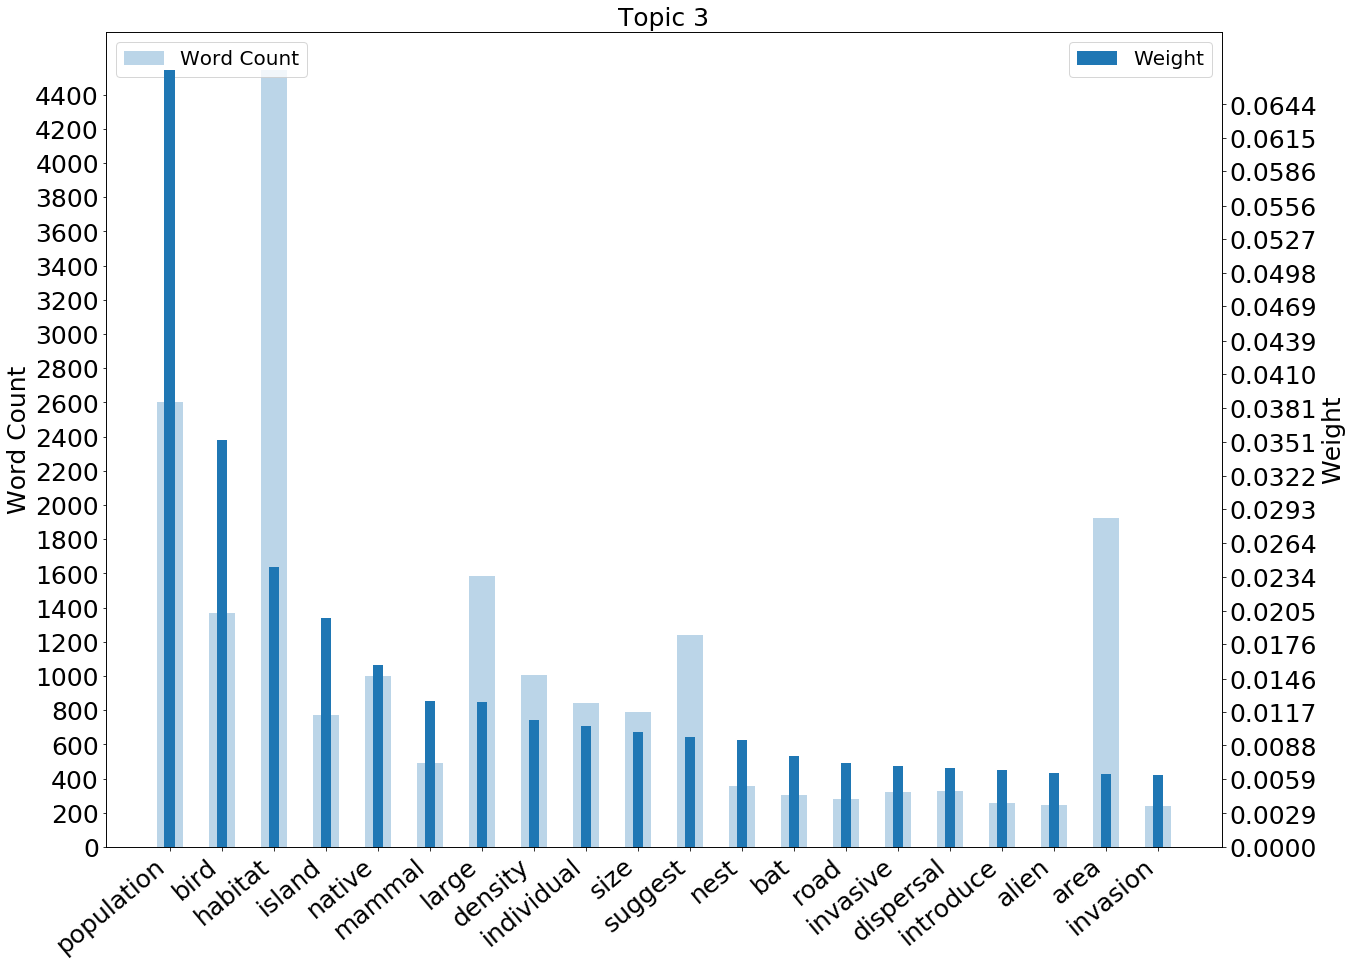 Topic 3
Word Count
Weight
4400
4200
4000
3800
3600
3400
3200
3000
2800
2600
2400
2200
2000
1800
1600
1400
1200
1000
800
600
400
200
0
Word Count
0.0644
0.0615
0.0586
0.0556
0.0527
0.0498
0.0469
0.0439
0.0410
0.0381
0.0351
0.0322
0.0293
0.0264
0.0234
0.0205
0.0176
0.0146
0.0117
0.0088
0.0059
0.0029
0.0000
Weight
population
bird
habitat
island
native
mammal
large
density
individual
size
suggest
nest
bat
road
invasive
dispersal
introduce
alien
area
invasion